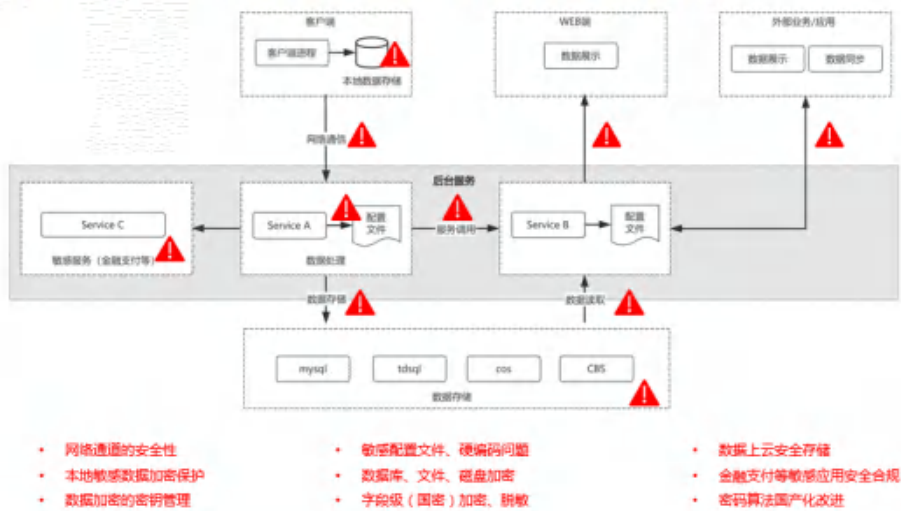 客户端
WEB端
外部业务/应用
客户端进程
本地数据存储
数据展示
数据展示
数据同步
网络通信
后台服务
Service C
敏感服务（金融支付等）
Service A
配置
文件
数据处理
服务调用
Service B
配置
文件
数据存储
数据读取
mysql
tdsql
cos
CBS
数据存储
• 网络通道的安全性
• 本地敏感数据加密保护
• 数据加密的密钥管理
• 敏感配置文件、硬编码问题
• 数据库、文件、磁盘加密
• 字段级（国密）加密、脱敏
• 数据上云安全存储
• 金融支付等敏感应用安全合规
• 密码算法国产化改进